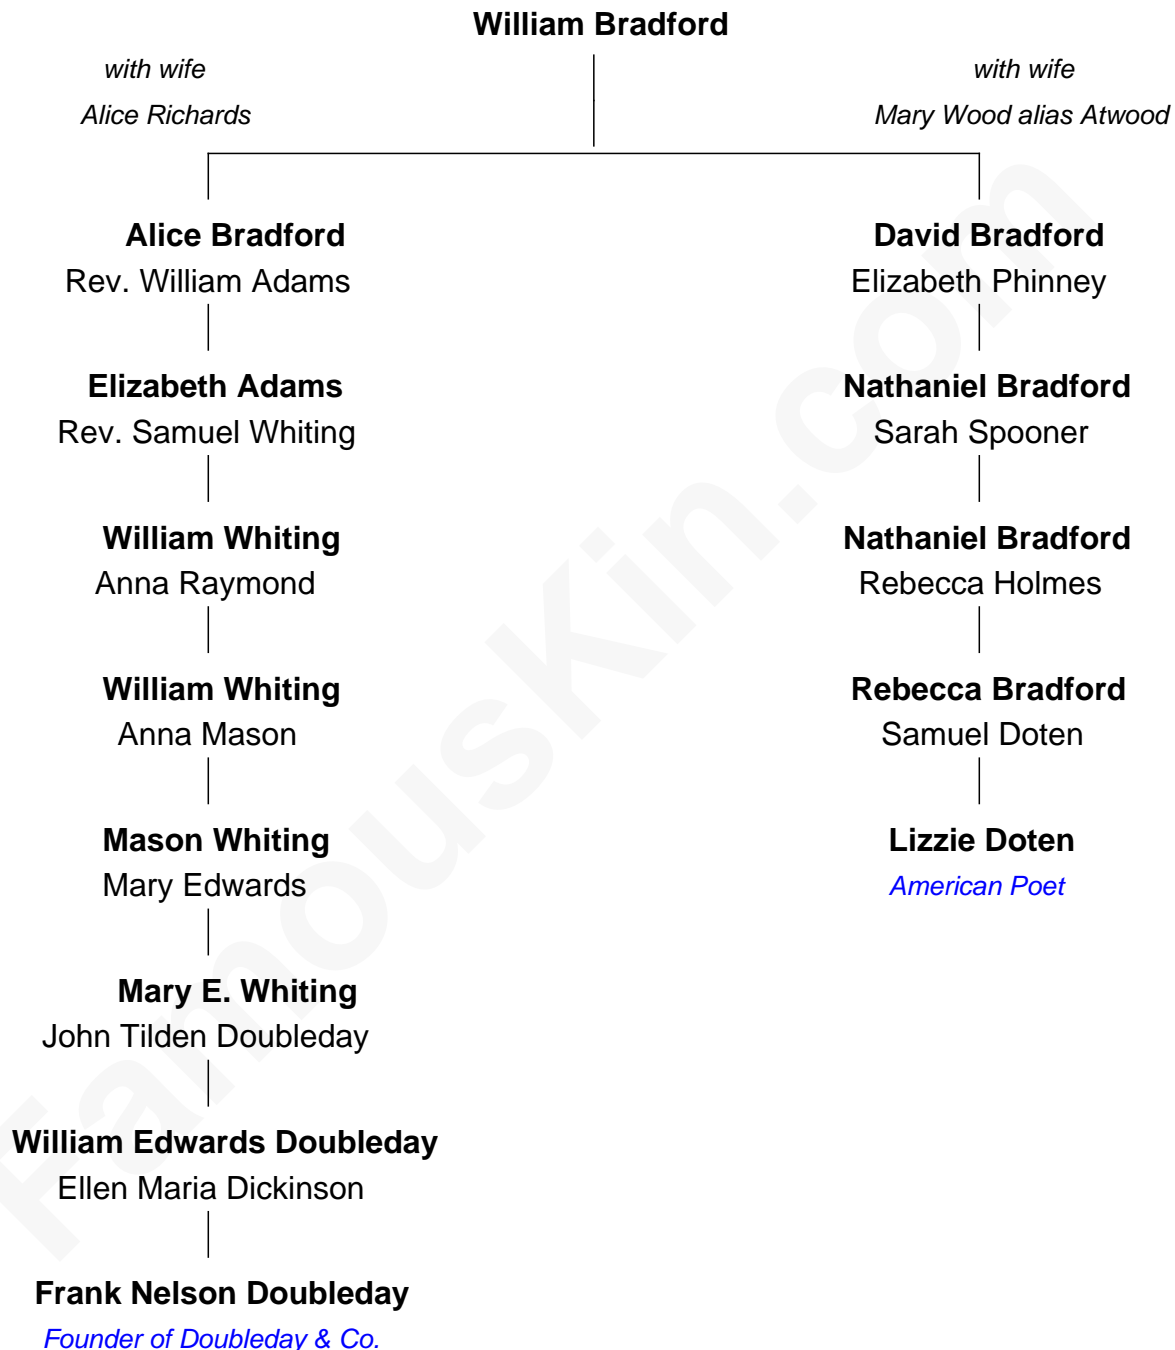 William Bradford
with wife
Alice Richards
with wife
Mary Wood alias Atwood
Alice Bradford
Rev. William Adams
David Bradford
Elizabeth Phinney
Elizabeth Adams
Rev. Samuel Whiting
Nathaniel Bradford
Sarah Spooner
William Whiting
Anna Raymond
Nathaniel Bradford
Rebecca Holmes
William Whiting
Anna Mason
Rebecca Bradford
Samuel Doten
Mason Whiting
Mary Edwards
Lizzie Doten
American Poet
Mary E. Whiting
John Tilden Doubleday
William Edwards Doubleday
Ellen Maria Dickinson
Frank Nelson Doubleday
Founder of Doubleday & Co.
FamousKin.com